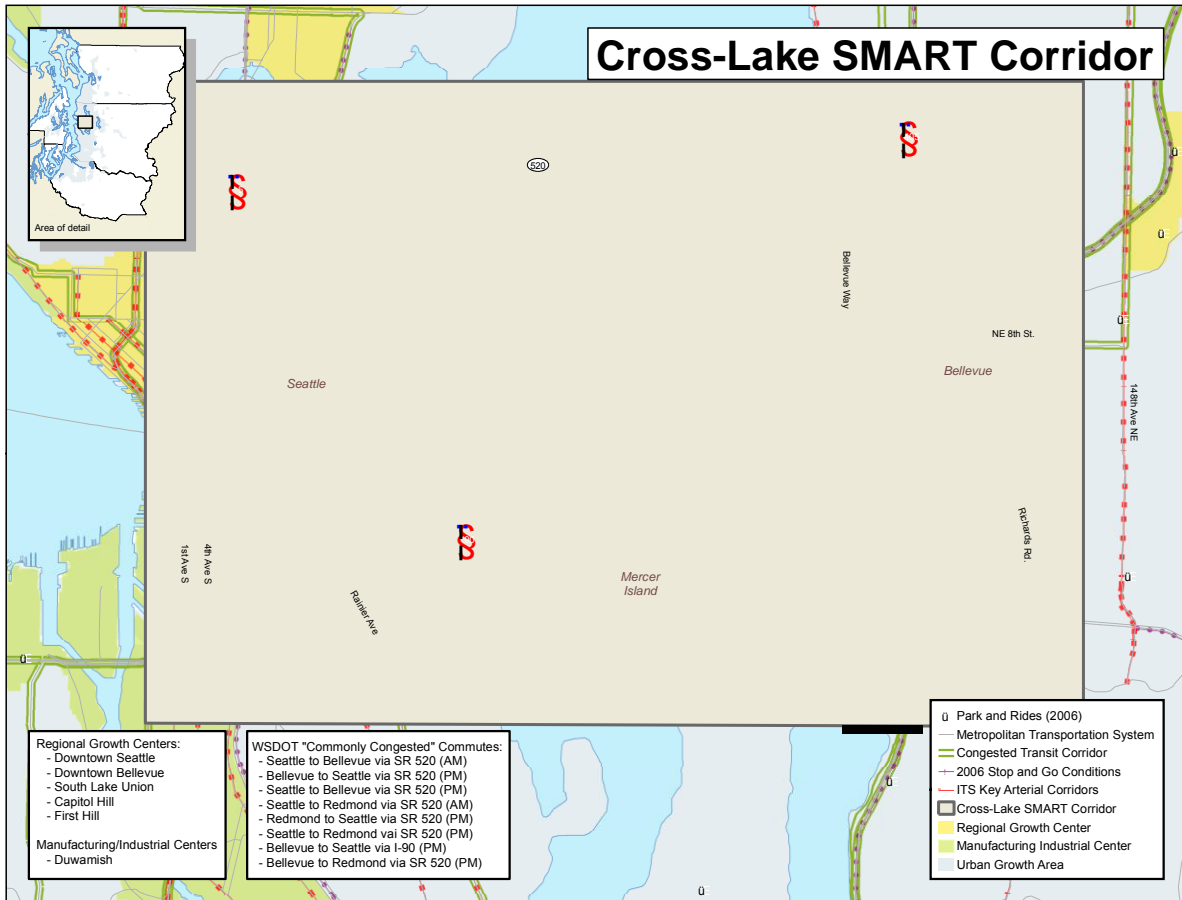 Cross-Lake SMART Corridor
Area of detail
520
Bellevue Way
NE 8th St.
Seattle
Bellevue
148th Ave NE
Richards Rd.
1st Ave S
4th Ave S
Rainier Ave
Mercer
Island
Regional Growth Centers:
- Downtown Seattle
- Downtown Bellevue
- South Lake Union
- Capitol Hill
- First Hill
Manufacturing/Industrial Centers
- Duwamish
WSDOT "Commonly Congested" Commutes:
- Seattle to Bellevue via SR 520 (AM)
- Bellevue to Seattle via SR 520 (PM)
- Seattle to Bellevue via SR 520 (PM)
- Seattle to Redmond via SR 520 (AM)
- Redmond to Seattle via SR 520 (PM)
- Seattle to Redmond vai SR 520 (PM)
- Bellevue to Seattle via I-90 (PM)
- Bellevue to Redmond via SR 520 (PM)
ü Park and Rides (2006)
Metropolitan Transportation System
Congested Transit Corridor
2006 Stop and Go Conditions
ITS Key Arterial Corridors
Cross-Lake SMART Corridor
Regional Growth Center
Manufacturing Industrial Center
Urban Growth Area